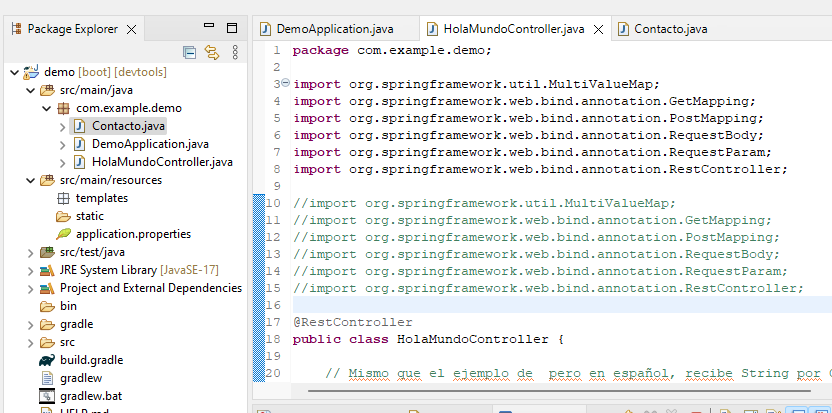 Package Explorer
demo [boot] [devtools]
src/main/java
com.example.demo
Contacto.java
DemoApplication.java
HolaMundoController.java
src/main/resources
templates
static
application.properties
src/test/java
JRE System Library [JavaSE-17]
Project and External Dependencies
bin
gradle
src
build.gradle
gradlew
gradlew.bat
HELP.md
DemoApplication.java
HolaMundoController.java
Contacto.java
1 package com.example.demo;
2
3 import org.springframework.util.MultiValueMap;
4 import org.springframework.web.bind.annotation.GetMapping;
5 import org.springframework.web.bind.annotation.PostMapping;
6 import org.springframework.web.bind.annotation.RequestBody;
7 import org.springframework.web.bind.annotation.RequestParam;
8 import org.springframework.web.bind.annotation.RestController;
9
10 //import org.springframework.util.MultiValueMap;
11 //import org.springframework.web.bind.annotation.GetMapping;
12 //import org.springframework.web.bind.annotation.PostMapping;
13 //import org.springframework.web.bind.annotation.RequestBody;
14 //import org.springframework.web.bind.annotation.RequestParam;
15 //import org.springframework.web.bind.annotation.RestController;
16
17 @RestController
18 public class HolaMundoController {
19
20 // Mismo que el ejemplo de pero en español, recibe String por